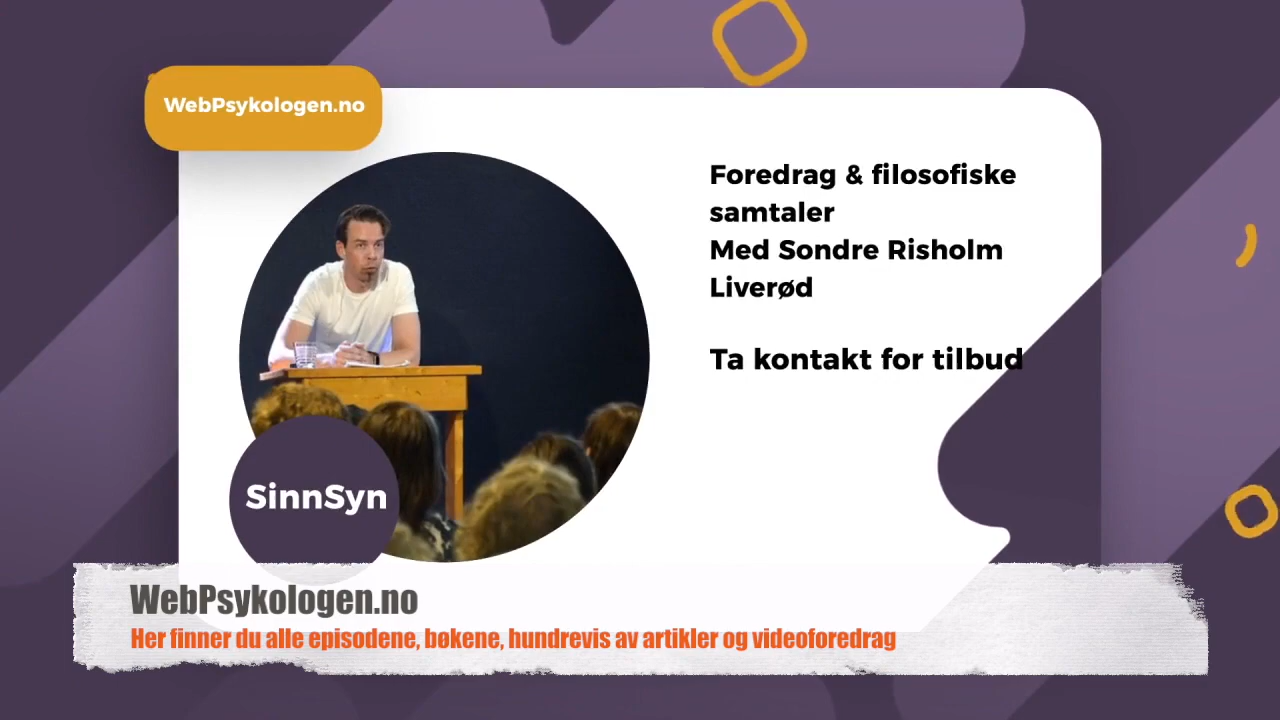 WebPsykologen.no
Foredrag & filosofiske
samtaler
Med Sondre Risholm
Liverød
Ta kontakt for tilbud
SinnSyn
WebPsykologen.no
Her finner du alle episodene, bøkene, hundrevis av artikler og videoforedrag